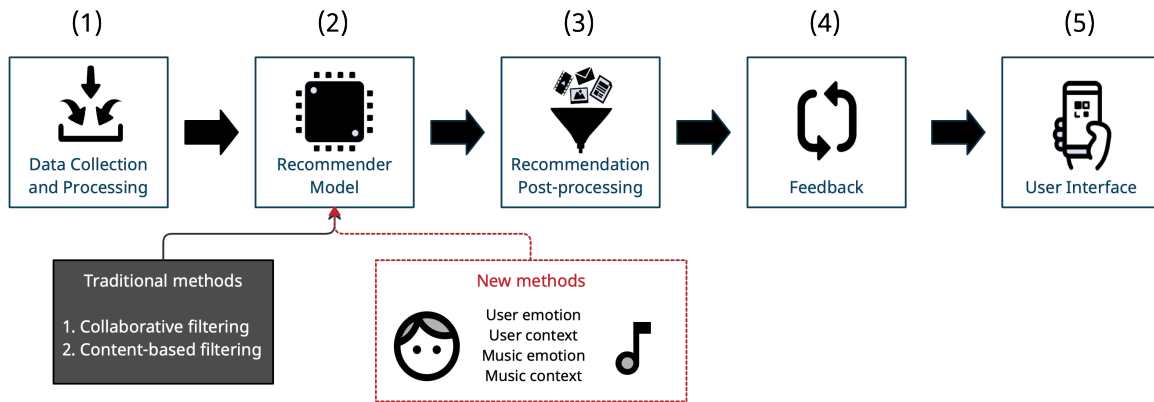 (1)
(2)
(3)
(4)
(5)
Data Collection
and Processing
Recommender
Model
Recommendation
Post-processing
Feedback
User Interface
Traditional methods
1. Collaborative filtering
2. Content-based filtering
New methods
User emotion
User context
Music emotion
Music context